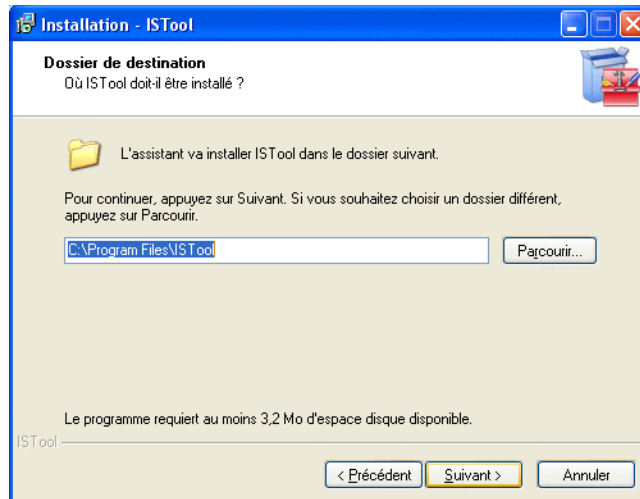 Installation - ISTool
Dossier de destination
Où ISTool doit-il être installé ?
L'assistant va installer ISTool dans le dossier suivant.
Pour continuer, appuyez sur Suivant. Si vous souhaitez choisir un dossier différent,
appuyez sur Parcourir.
C:\Program Files\ISTool
Parcourir...
Le programme requiert au moins 3,2 Mo d'espace disque disponible.
ISTool
< Précédent
Suivant >
Annuler